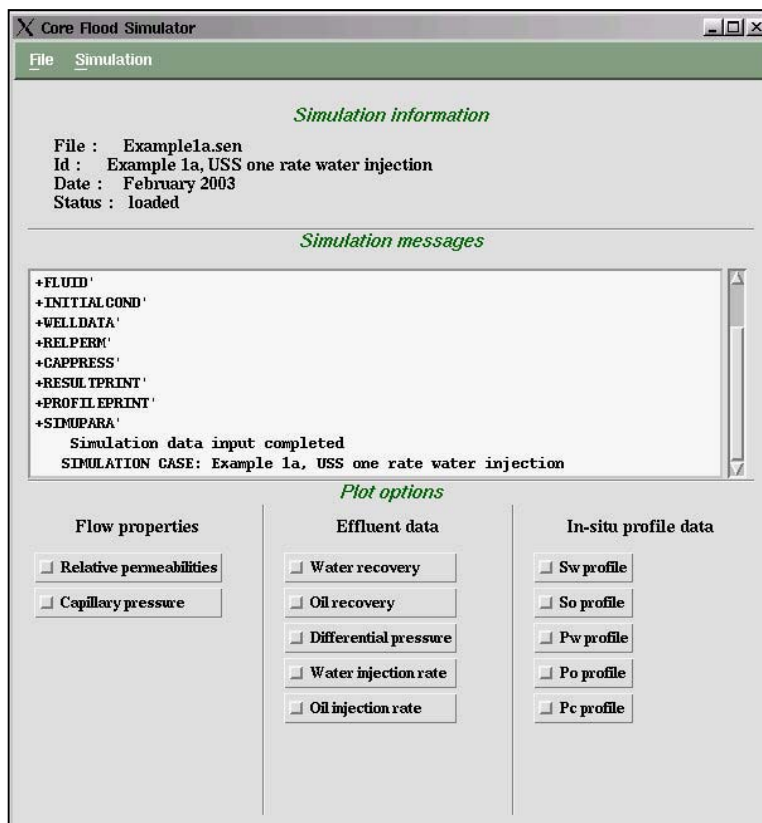 Core Flood Simulator
File Simulation
Simulation information
File : Example1a.sen
Id : Example 1a, USS one rate water injection
Date : February 2003
Status : loaded
Simulation messages
+FLUID'
+INITIALCOND'
+WELLDATA'
+RELPERM'
+CAPPRESS'
+RESULTPRINT'
+PROFILEPRINT'
+SIMUPARA'
Simulation data input completed
SIMULATION CASE: Example 1a, USS one rate water injection
Plot options
Flow properties
Relative permeabilities
Capillary pressure
Effluent data
Water recovery
Oil recovery
Differential pressure
Water injection rate
Oil injection rate
In-situ profile data
Sw profile
So profile
Pw profile
Po profile
Pc profile